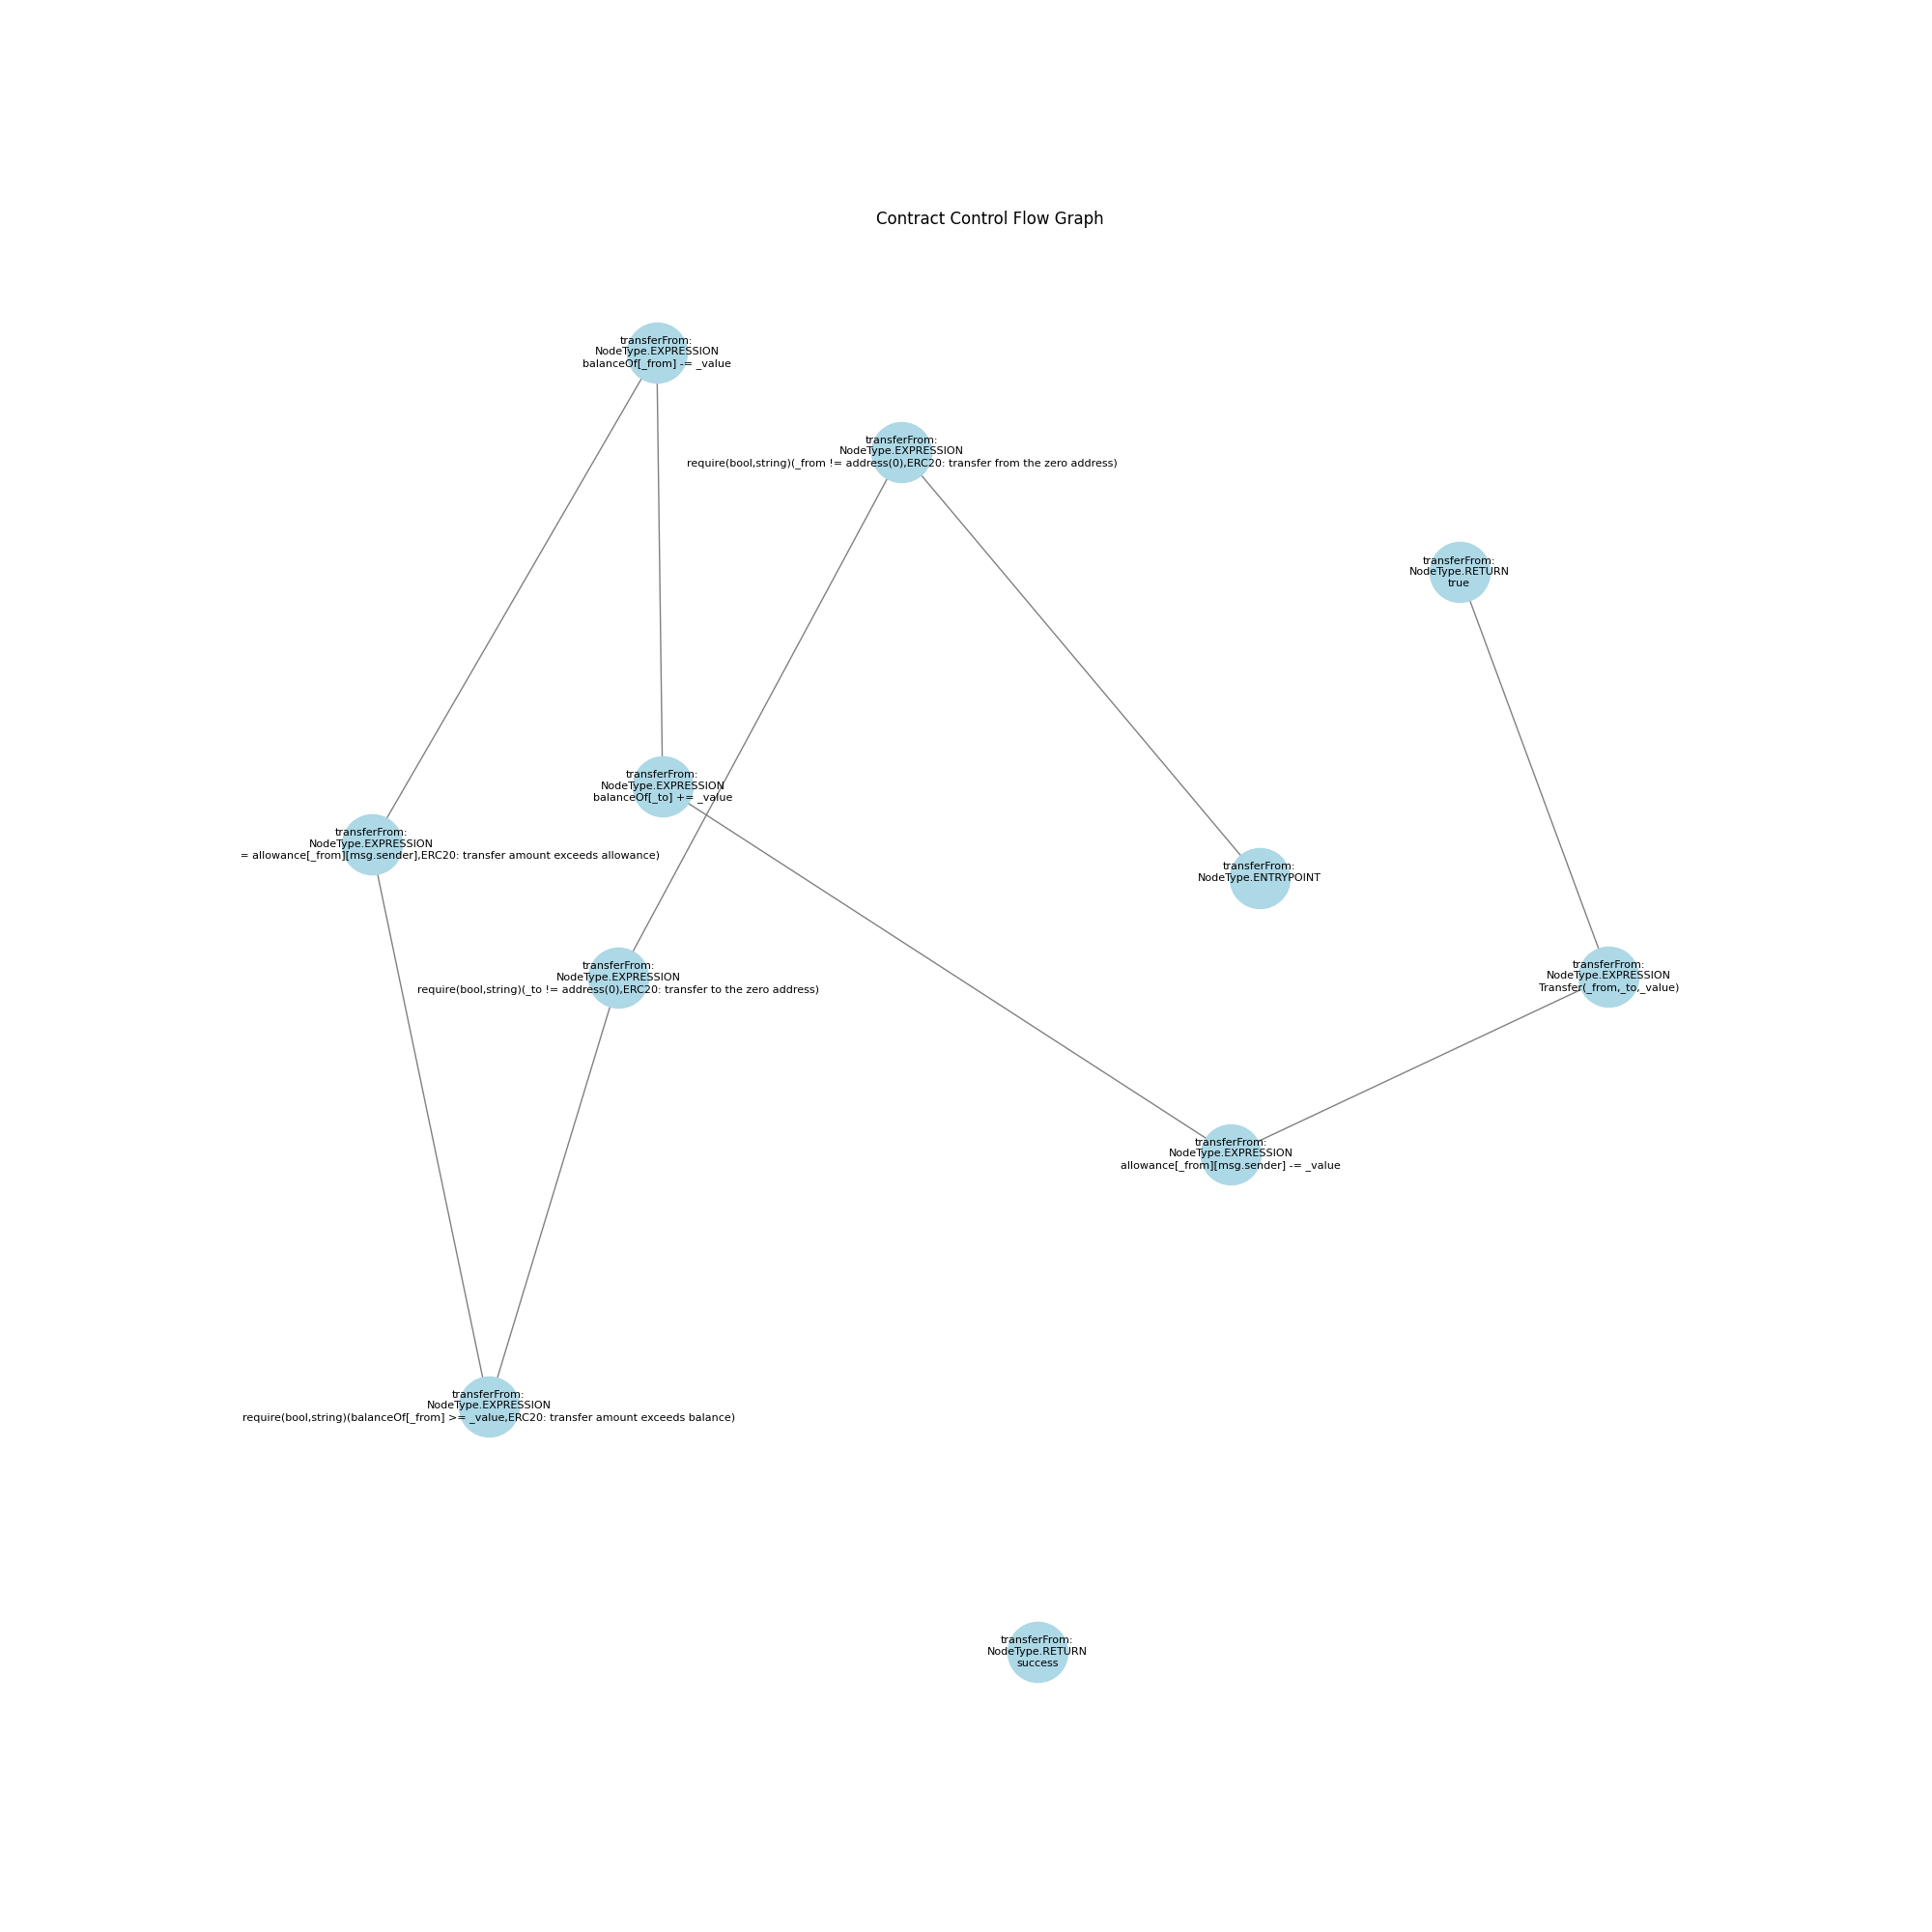 Contract Control Flow Graph
transferFrom:
NodeType.EXPRESSION
balanceOf[_from] -= _value
transferFrom:
NodeType.EXPRESSION
require(bool,string)(_from != address(0),ERC20: transfer from the zero address)
transferFrom:
NodeType.RETURN
true
transferFrom:
NodeType.EXPRESSION
balanceOf[_to] += _value
transferFrom:
NodeType.EXPRESSION
= allowance[_from][msg.sender],ERC20: transfer amount exceeds allowance)
transferFrom:
NodeType.ENTRYPOINT
transferFrom:
NodeType.EXPRESSION
require(bool,string)(_to != address(0),ERC20: transfer to the zero address)
transferFrom:
NodeType.EXPRESSION
Transfer(_from,_to,_value)
transferFrom:
NodeType.EXPRESSION
allowance[_from][msg.sender] -= _value
transferFrom:
NodeType.EXPRESSION
require(bool,string)(balanceOf[_from] >= _value,ERC20: transfer amount exceeds balance)
transferFrom:
NodeType.RETURN
success